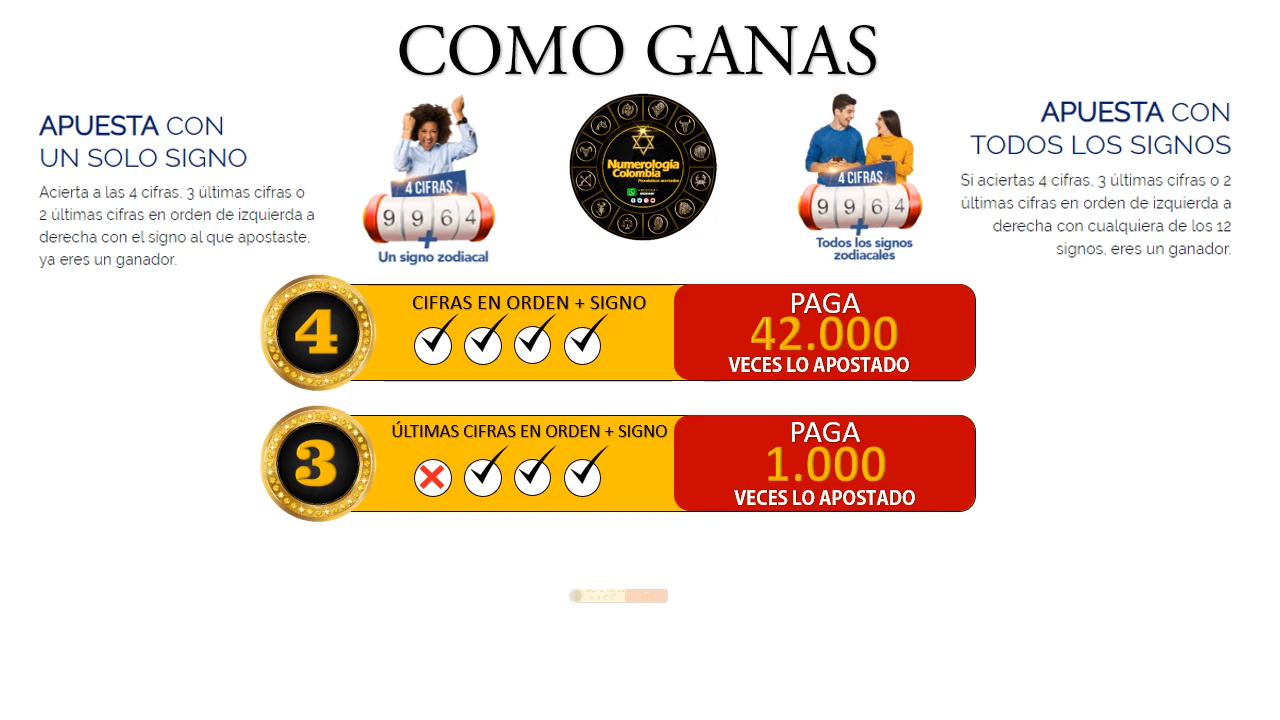 COMO GANAS
APUESTA CON
UN SOLO SIGNO
Acierta a las 4 cifras, 3 últimas cifras o
2 últimas cifras en orden de izquierda a
derecha con el signo al que apostaste,
ya eres un ganador.
4 CIFRAS
9 9 6 4
+
Un signo zodiacal
Numerología
Colombia
4 CIFRAS
9 9 6 4
+
Todos los signos
zodiacales
APUESTA CON
TODOS LOS SIGNOS
Si aciertas 4 cifras, 3 últimas cifras o 2
últimas cifras en orden de izquierda a
derecha con cualquiera de los 12
signos, eres un ganador.
4
CIFRAS EN ORDEN + SIGNO
PAGA
42.000
VECES LO APOSTADO
3
ÚLTIMAS CIFRAS EN ORDEN + SIGNO
PAGA
1.000
VECES LO APOSTADO